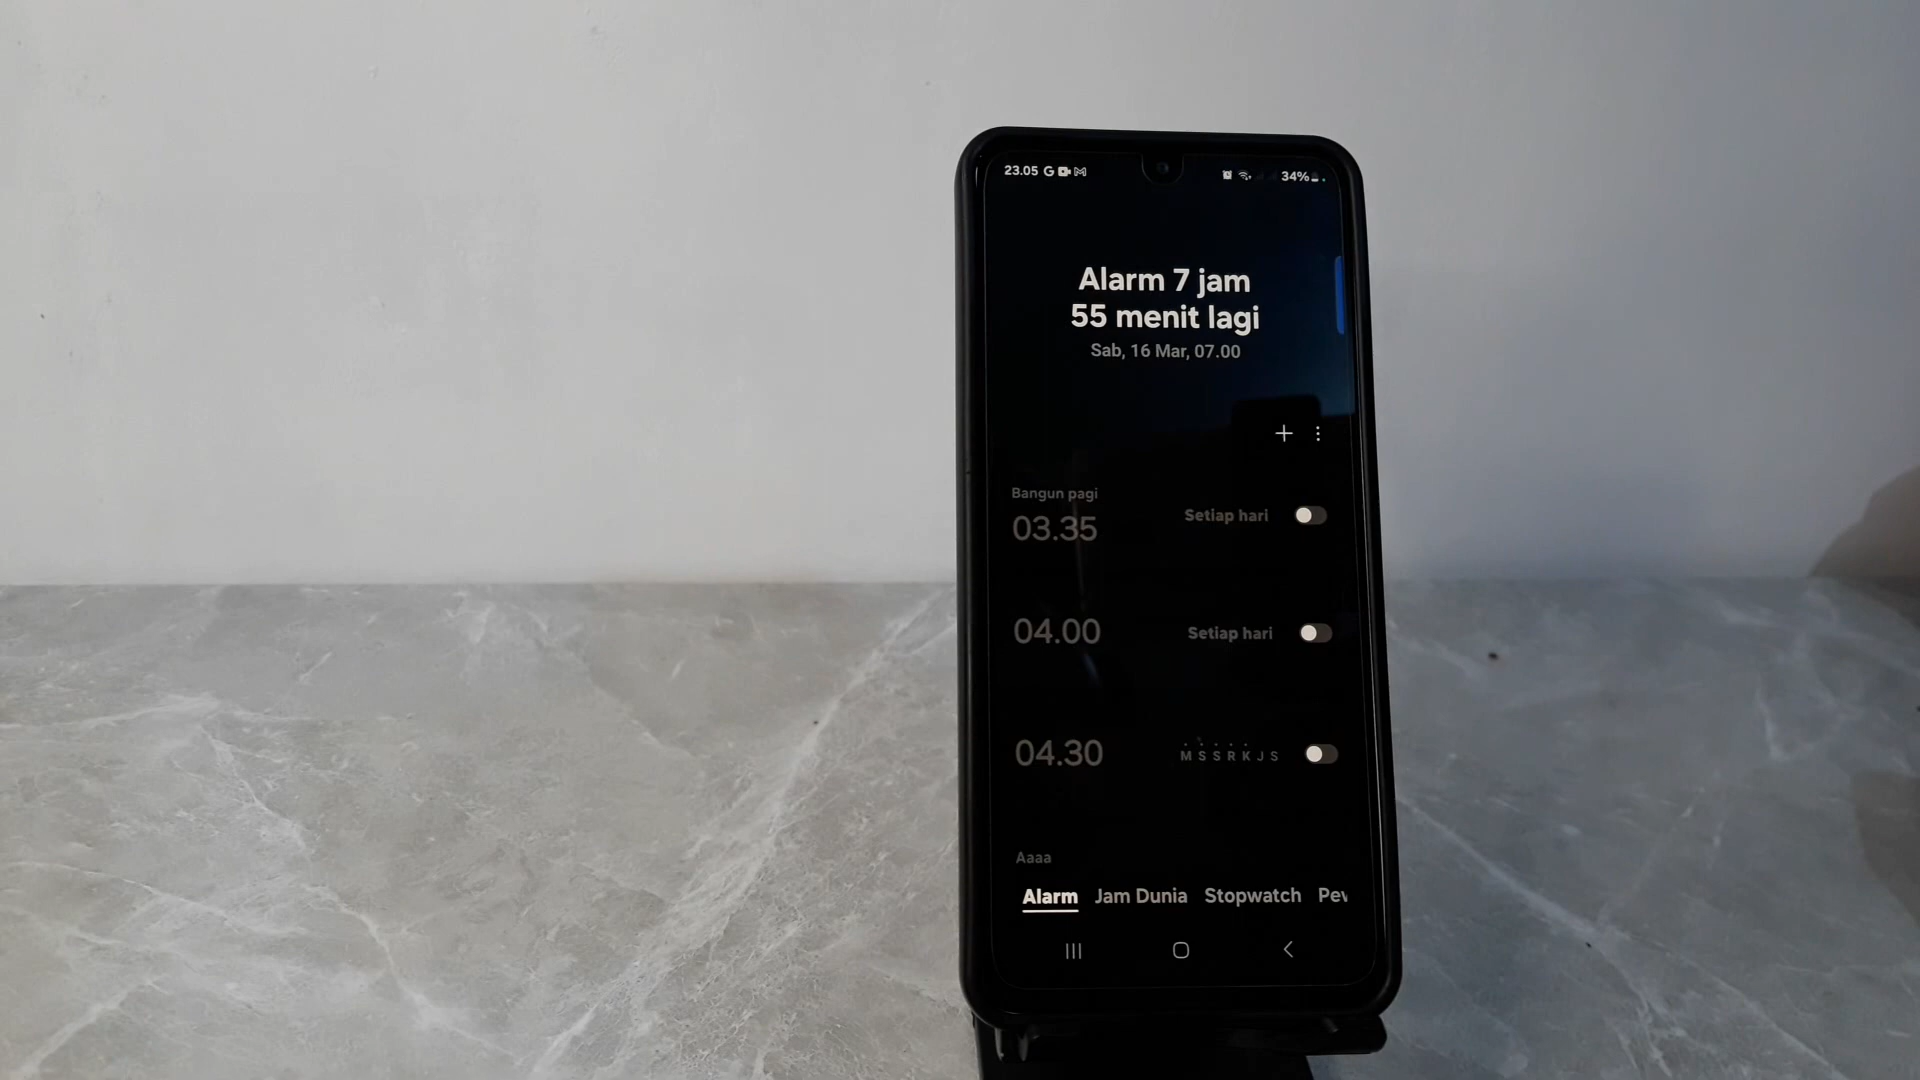 23.05 G
34%
Alarm 7 jam
55 menit lagi
Sab, 16 Mar, 07.00
Bangun pagi
03.35 Setiap hari
04.00 Setiap hari
04.30 M S S R K J S
Aaaa
Alarm Jam Dunia Stopwatch Pev